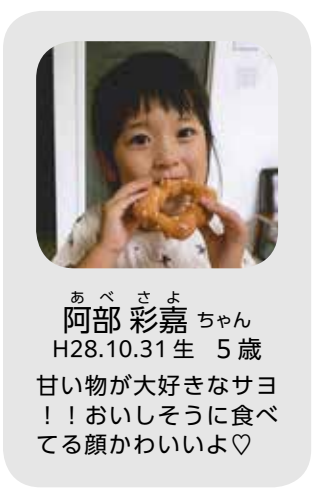 あべ さよ
阿部 彩嘉 ちゃん
H28.10.31 生 5 歳
甘い物が大好きなサヨ
！！おいしそうに食べ
てる顔かわいいよ♡